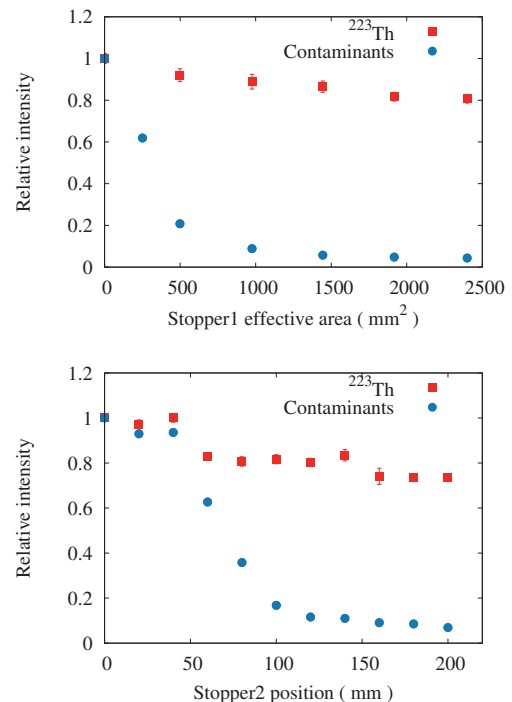 1.2
1
0.8
0.6
0.4
0.2
0
Relative intensity
²²³Th
Contaminants
0 500 1000 1500 2000 2500
Stopper1 effective area ( mm² )
1.2
1
0.8
0.6
0.4
0.2
0
Relative intensity
²²³Th
Contaminants
0 50 100 150 200
Stopper2 position ( mm )